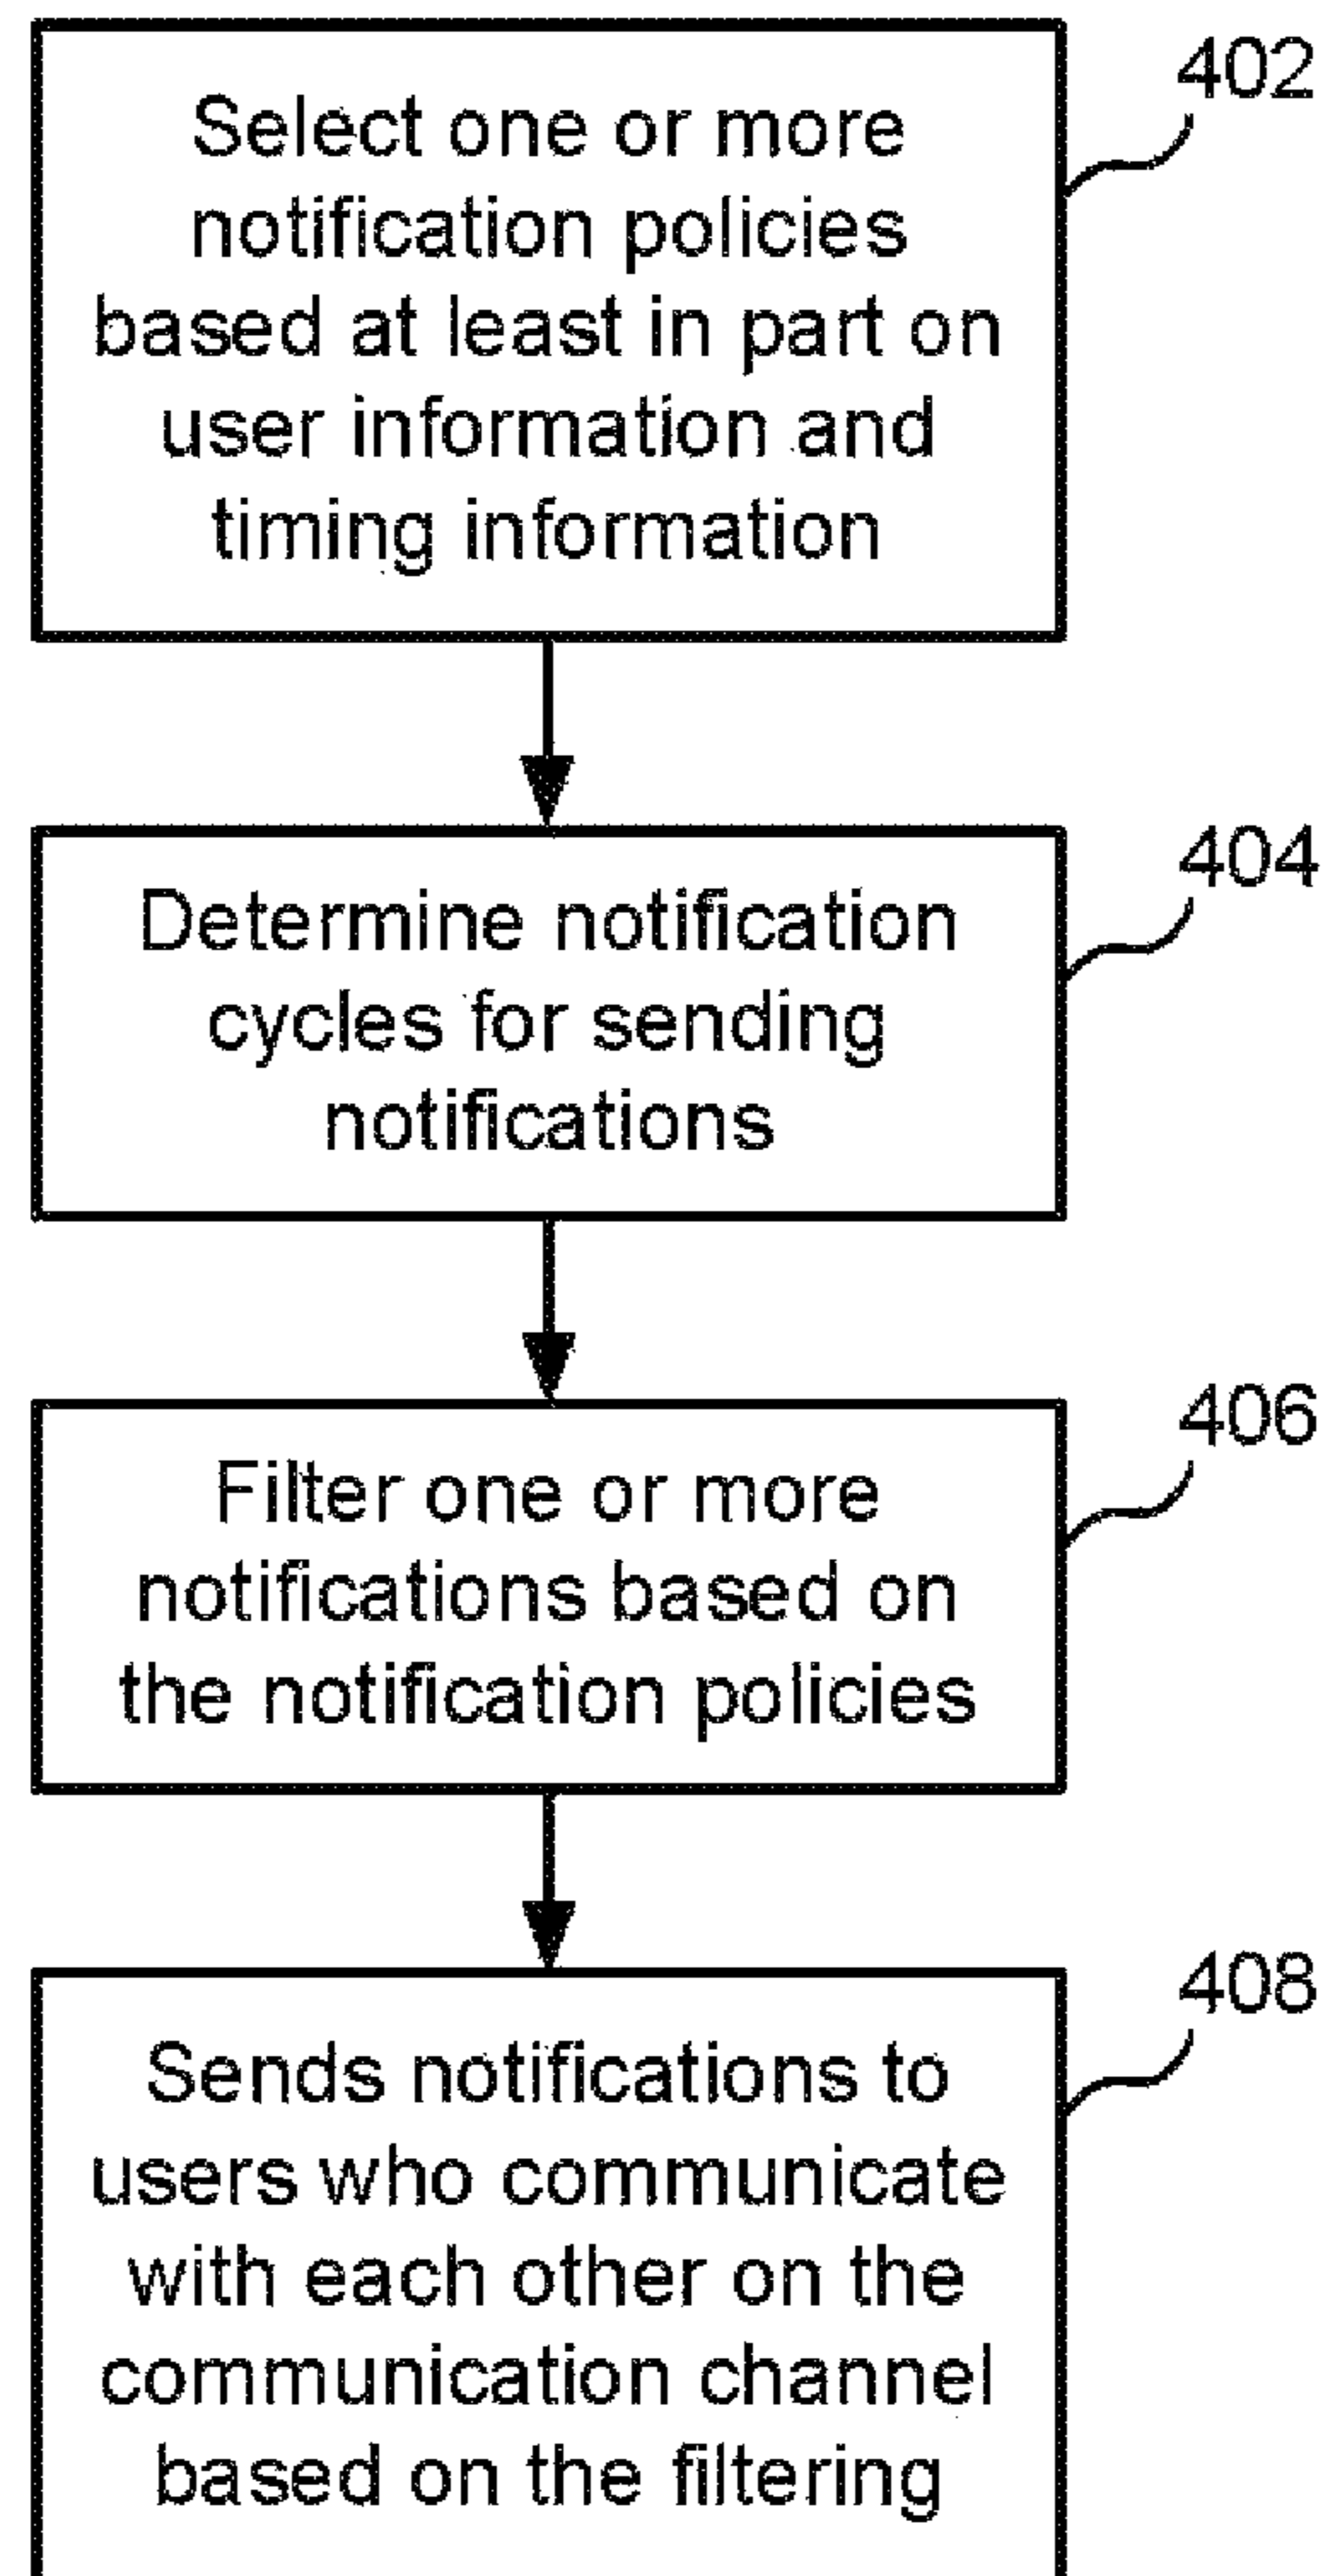 402
Select one or more
notification policies
based at least in part on
user information and
timing information
404
Determine notification
cycles for sending
notifications
406
Filter one or more
notifications based on
the notification policies
408
Sends notifications to
users who communicate
with each other on the
communication channel
based on the filtering